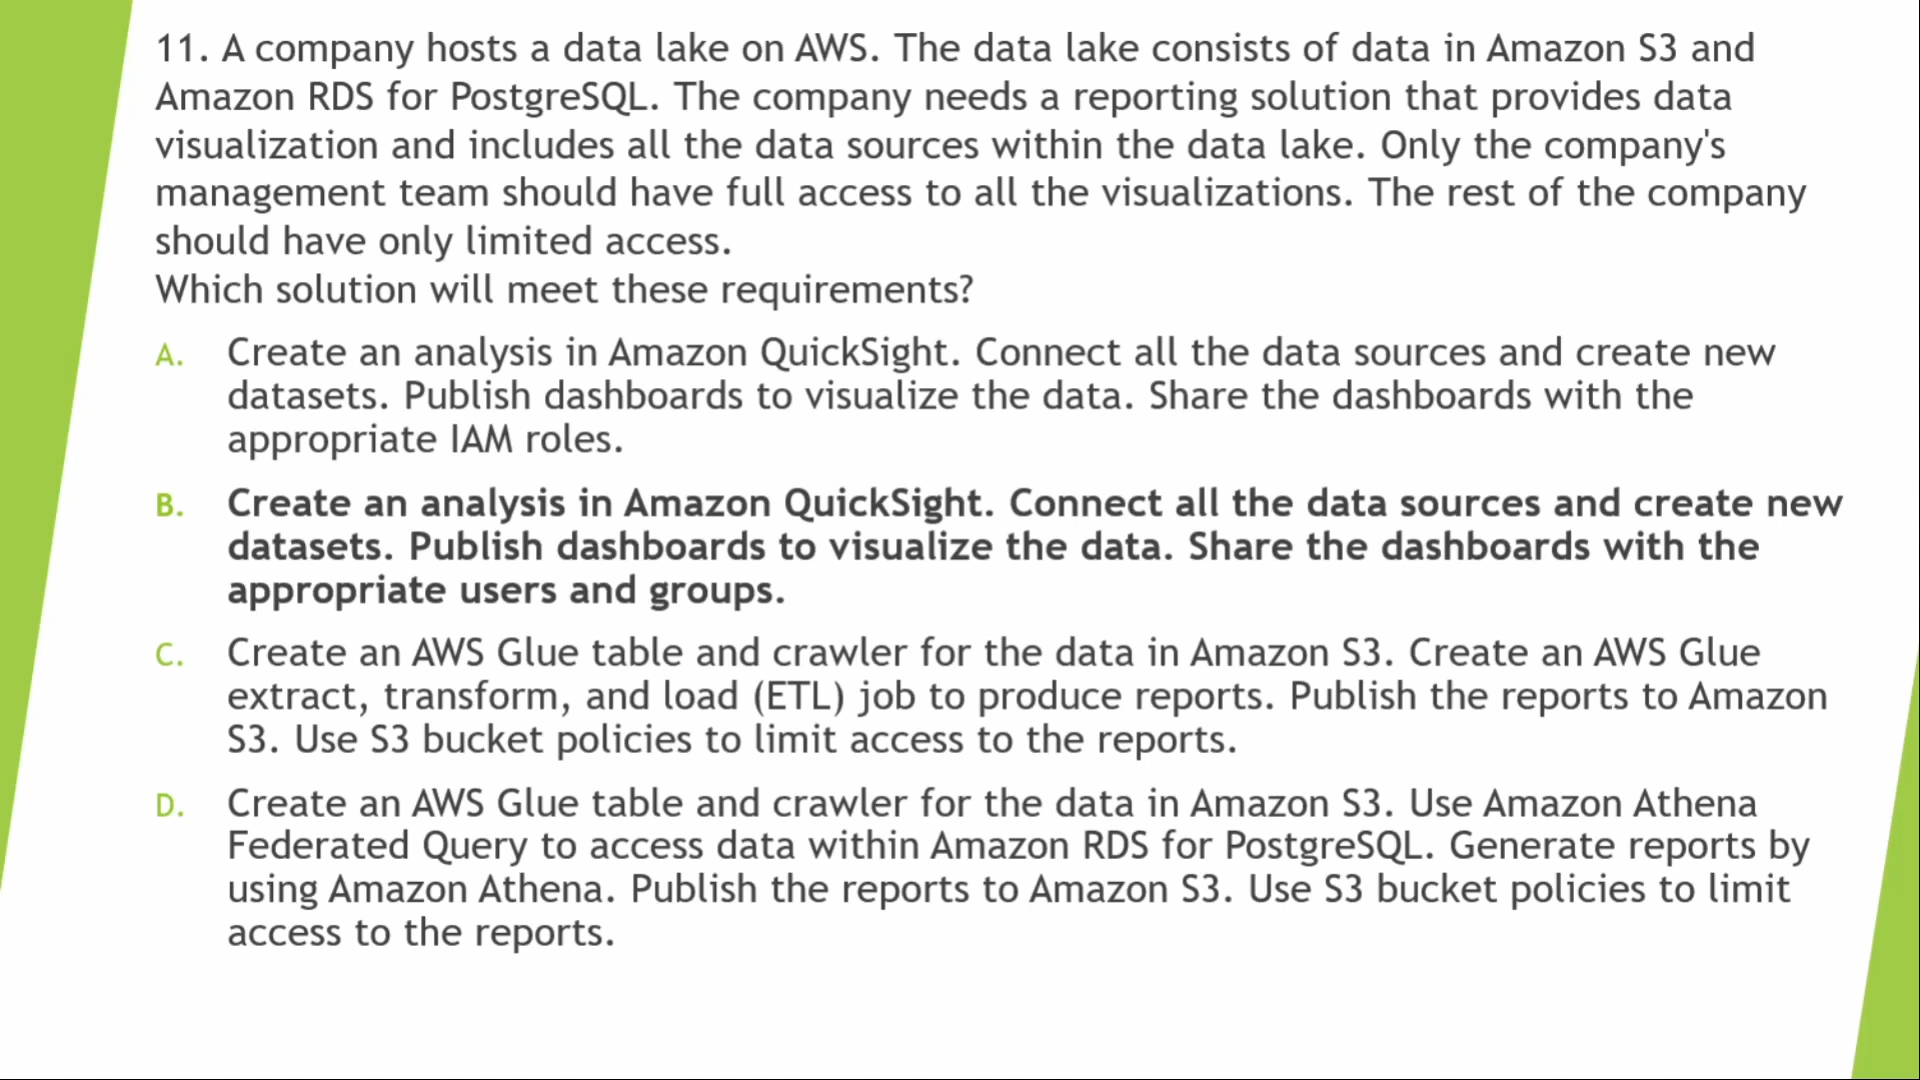 11. A company hosts a data lake on AWS. The data lake consists of data in Amazon S3 and
Amazon RDS for PostgreSQL. The company needs a reporting solution that provides data
visualization and includes all the data sources within the data lake. Only the company's
management team should have full access to all the visualizations. The rest of the company
should have only limited access.
Which solution will meet these requirements?
A. Create an analysis in Amazon QuickSight. Connect all the data sources and create new
datasets. Publish dashboards to visualize the data. Share the dashboards with the
appropriate IAM roles.
B. Create an analysis in Amazon QuickSight. Connect all the data sources and create new
datasets. Publish dashboards to visualize the data. Share the dashboards with the
appropriate users and groups.
C. Create an AWS Glue table and crawler for the data in Amazon S3. Create an AWS Glue
extract, transform, and load (ETL) job to produce reports. Publish the reports to Amazon
S3. Use S3 bucket policies to limit access to the reports.
D. Create an AWS Glue table and crawler for the data in Amazon S3. Use Amazon Athena
Federated Query to access data within Amazon RDS for PostgreSQL. Generate reports by
using Amazon Athena. Publish the reports to Amazon S3. Use S3 bucket policies to limit
access to the reports.